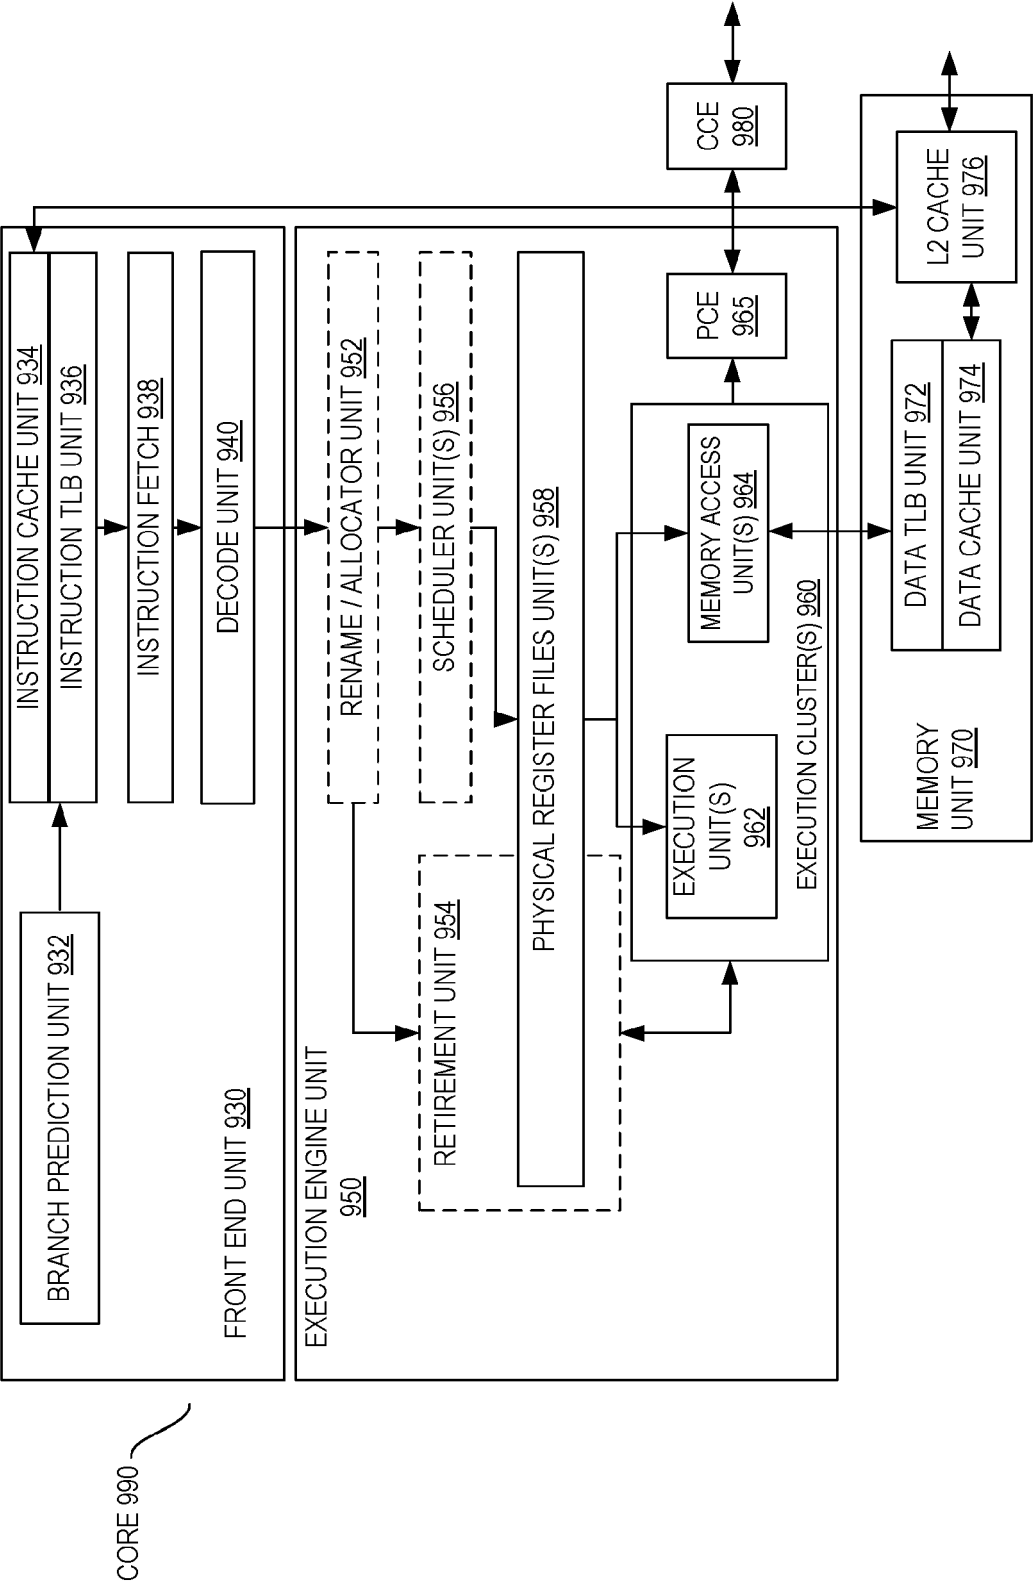 CORE 990
FRONT END UNIT 930
BRANCH PREDICTION UNIT 932
INSTRUCTION CACHE UNIT 934
INSTRUCTION TLB UNIT 936
INSTRUCTION FETCH 938
DECODE UNIT 940
EXECUTION ENGINE UNIT
950
RENAME / ALLOCATOR UNIT 952
RETIREMENT UNIT 954
SCHEDULER UNIT(S) 956
PHYSICAL REGISTER FILES UNIT(S) 958
EXECUTION
UNIT(S)
962
MEMORY ACCESS
UNIT(S) 964
EXECUTION CLUSTER(S) 960
PCE
965
CCE
980
MEMORY
UNIT 970
DATA TLB UNIT 972
DATA CACHE UNIT 974
L2 CACHE
UNIT 976